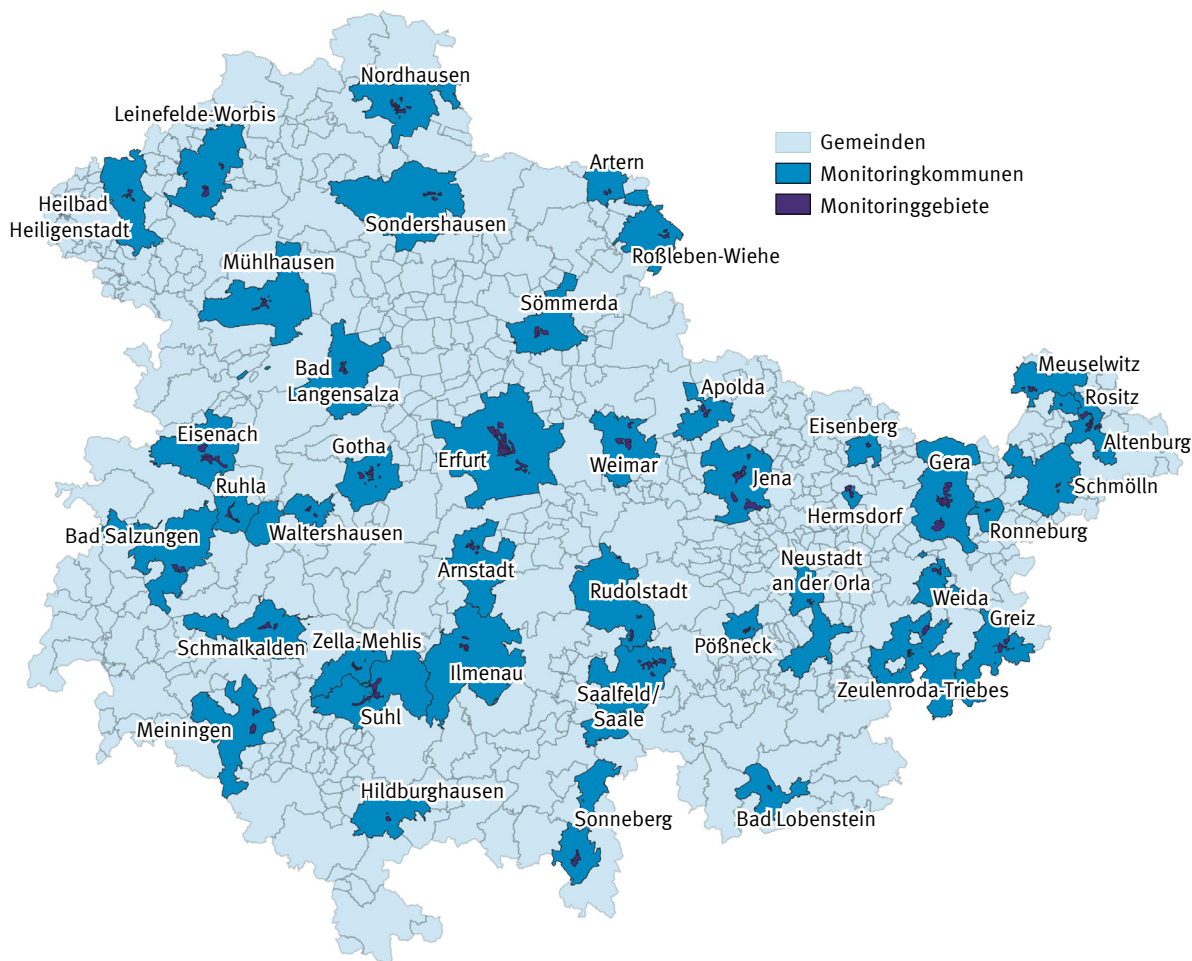 Nordhausen
Leinefelde-Worbis
Gemeinden
Monitoringkommunen
Monitoringgebiete
Artern
Heilbad
Heiligenstadt
Sondershausen
Roßleben-Wiehe
Mühlhausen
Sömmerda
Bad
Langensalza
Meuselwitz
Rositz
Apolda
Altenburg
Eisenach
Gotha
Erfurt
Weimar
Eisenberg
Gera
Jena
Schmölln
Ruhla
Hermsdorf
Ronneburg
Bad Salzungen
Waltershausen
Arnstadt
Rudolstadt
Neustadt
an der Orla
Weida
Greiz
Schmalkalden
Zella-Mehlis
Ilmenau
Pößneck
Saalfeld/
Saale
Zeulenroda-Triebes
Meiningen
Suhl
Hildburghausen
Sonneberg
Bad Lobenstein